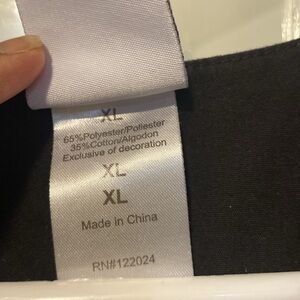 XL
65%Polyester/Poliester
35%Cotton/Algodon
Exclusive of decoration
XL
XL
Made in China
RN#122024